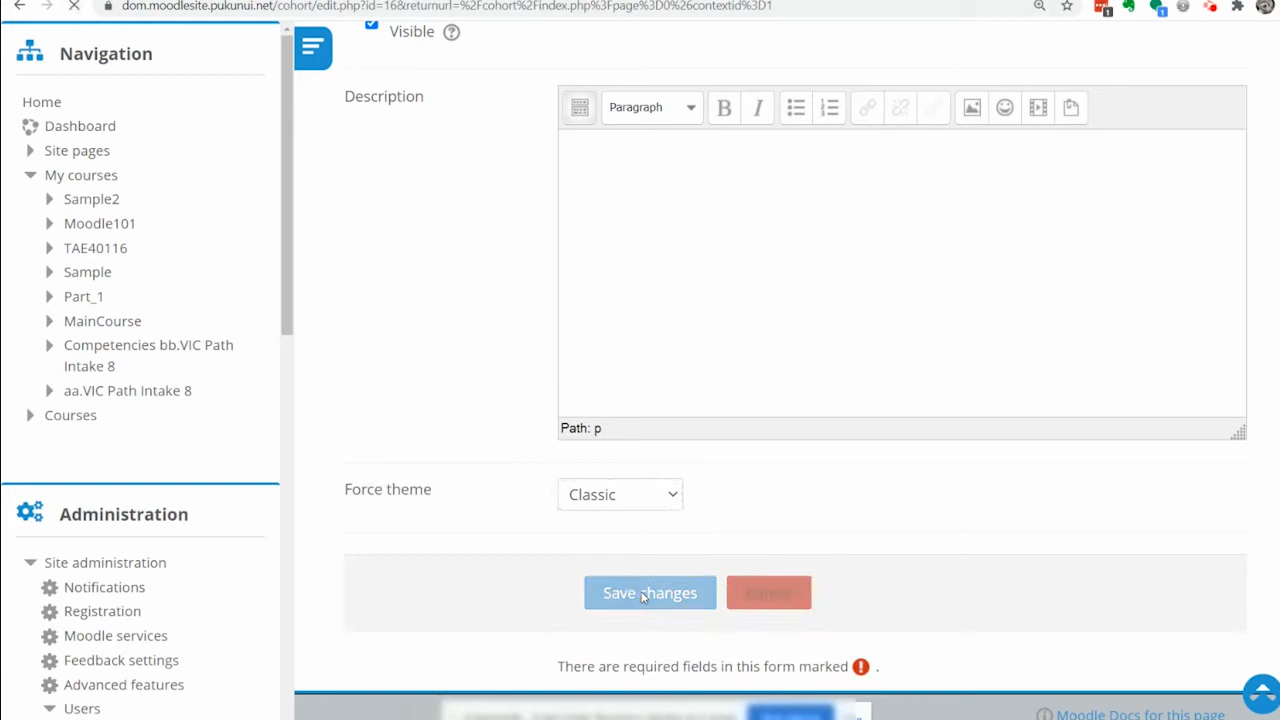 dom.moodlesite.pukunui.net/cohort/edit.php?id=16&returnurl=%2Fcohort%2Findex.php%3Fpage%3D0%26contextid%3D1
1
1
Navigation
Home
Dashboard
Site pages
My courses
Sample2
Moodle101
TAE40116
Sample
Part_1
MainCourse
Competencies bb.VIC Path
Intake 8
aa.VIC Path Intake 8
Courses
Administration
Site administration
Notifications
Registration
Moodle services
Feedback settings
Advanced features
Users
Visible
Description
Paragraph
B I
Path: p
Force theme
Classic
Save changes
There are required fields in this form marked .
Moodle Docs for this page